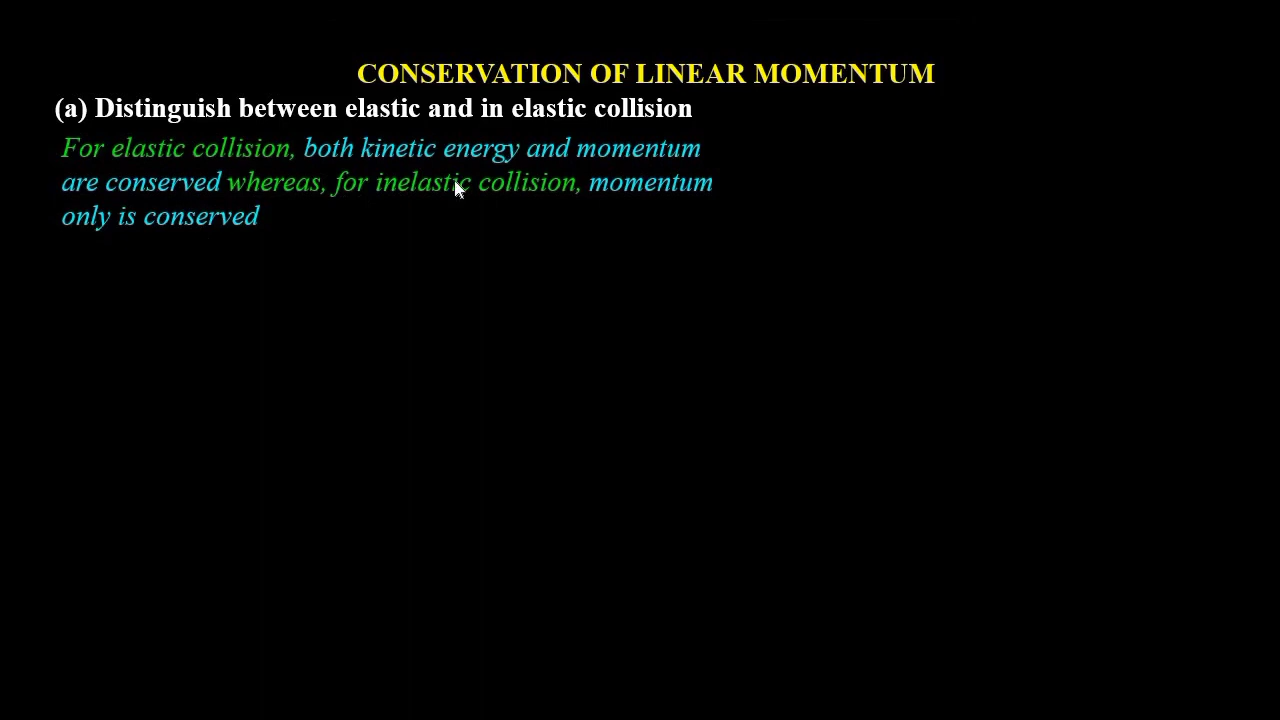 CONSERVATION OF LINEAR MOMENTUM
(a) Distinguish between elastic and in elastic collision
For elastic collision, both kinetic energy and momentum
are conserved whereas, for inelastic collision, momentum
only is conserved